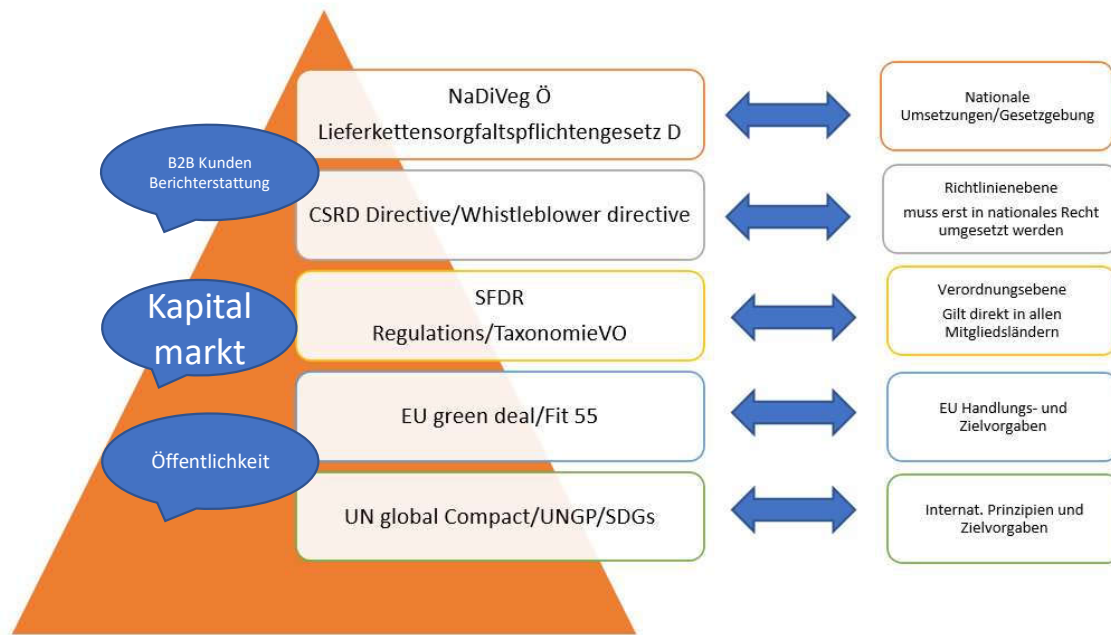 NaDiVeg Ö
Lieferkettensorgfaltspflichtengesetz D
Nationale
Umsetzungen/Gesetzgebung
B2B Kunden
Berichterstattung
CSRD Directive/Whistleblower directive
Richtlinienebene
muss erst in nationales Recht
umgesetzt werden
Kapital
markt
SFDR
Regulations/TaxonomieVO
Verordnungsebene
Gilt direkt in allen
Mitgliedsländern
EU green deal/Fit 55
EU Handlungs- und
Zielvorgaben
Öffentlichkeit
UN global Compact/UNGP/SDGs
Internat. Prinzipien und
Zielvorgaben